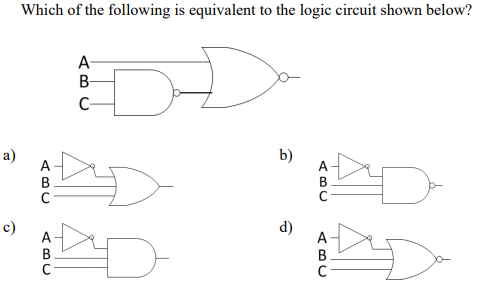 Which of the following is equivalent to the logic circuit shown below?
A
B
C
a)
A
B
C
b)
A
B
C
c)
A
B
C
d)
A
B
C